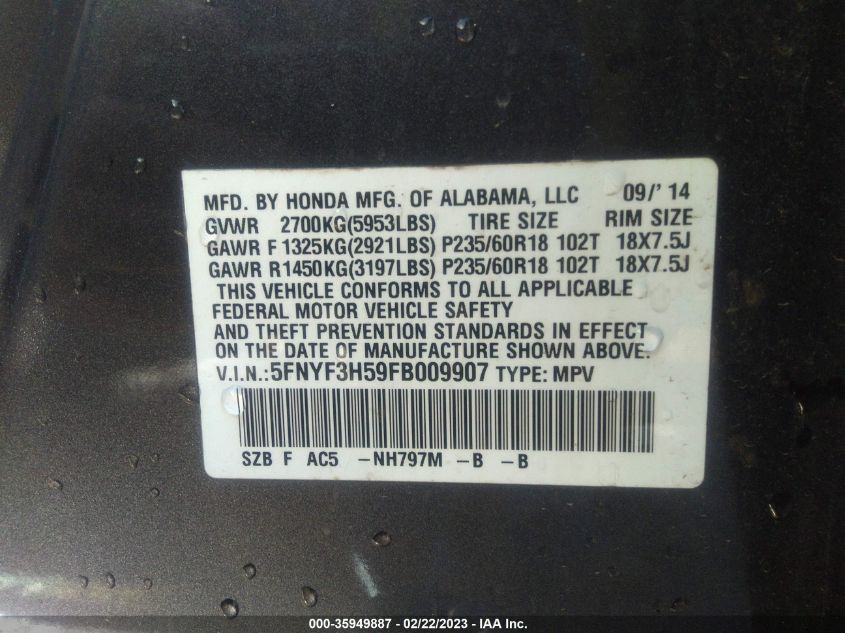 MFD. BY HONDA MFG. OF ALABAMA, LLC 09/' 14
GVWR 2700KG(5953LBS) TIRE SIZE RIM SIZE
GAWR F 1325KG(2921LBS) P235/60R18 102T 18X7.5J
GAWR R1450KG(3197LBS) P235/60R18 102T 18X7.5J
THIS VEHICLE CONFORMS TO ALL APPLICABLE
FEDERAL MOTOR VEHICLE SAFETY
AND THEFT PREVENTION STANDARDS IN EFFECT
ON THE DATE OF MANUFACTURE SHOWN ABOVE.
V.I.N.:5FNYF3H59FB009907 TYPE: MPV
SZB F AC5 -NH797M -B -B
000-35949887 - 02/22/2023 - IAA Inc.